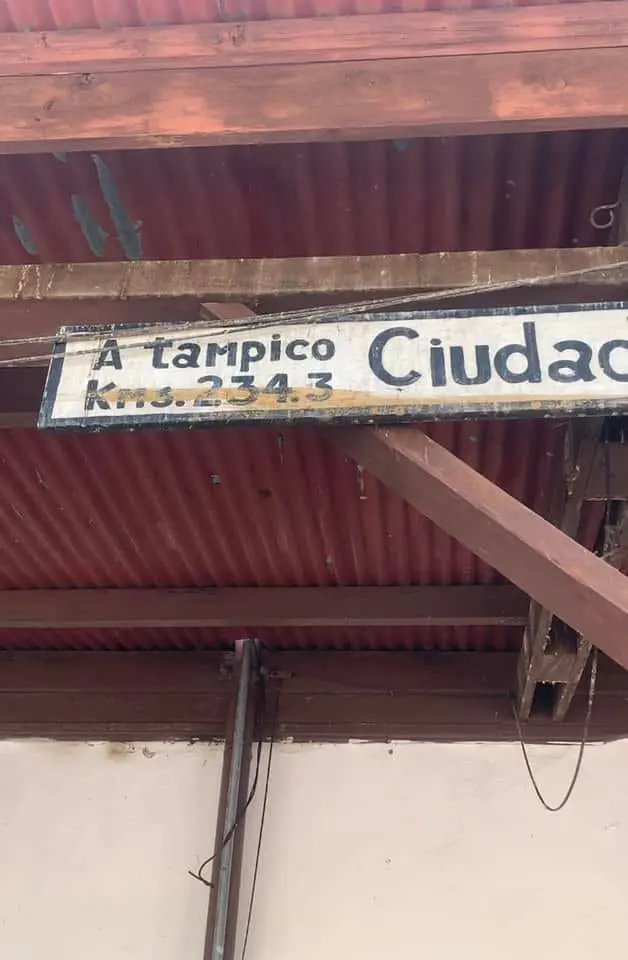 A tampico
Kms. 234.3
Ciudad